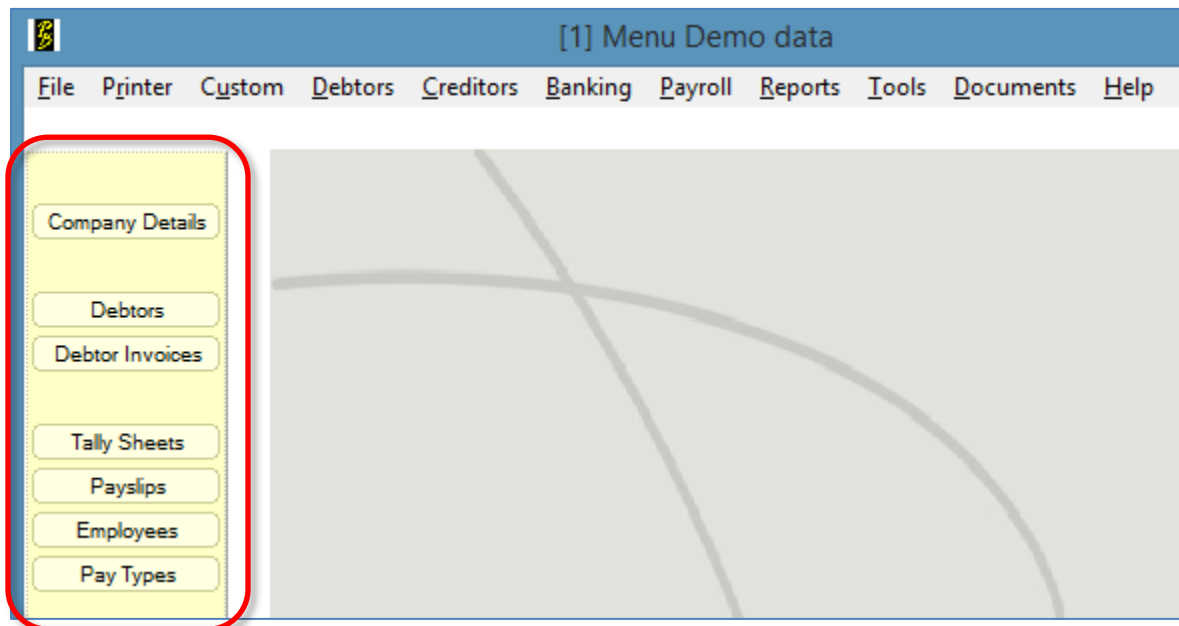 [1] Menu Demo data
File Printer Custom Debtors Creditors Banking Payroll Reports Tools Documents Help
Company Details
Debtors
Debtor Invoices
Tally Sheets
Payslips
Employees
Pay Types